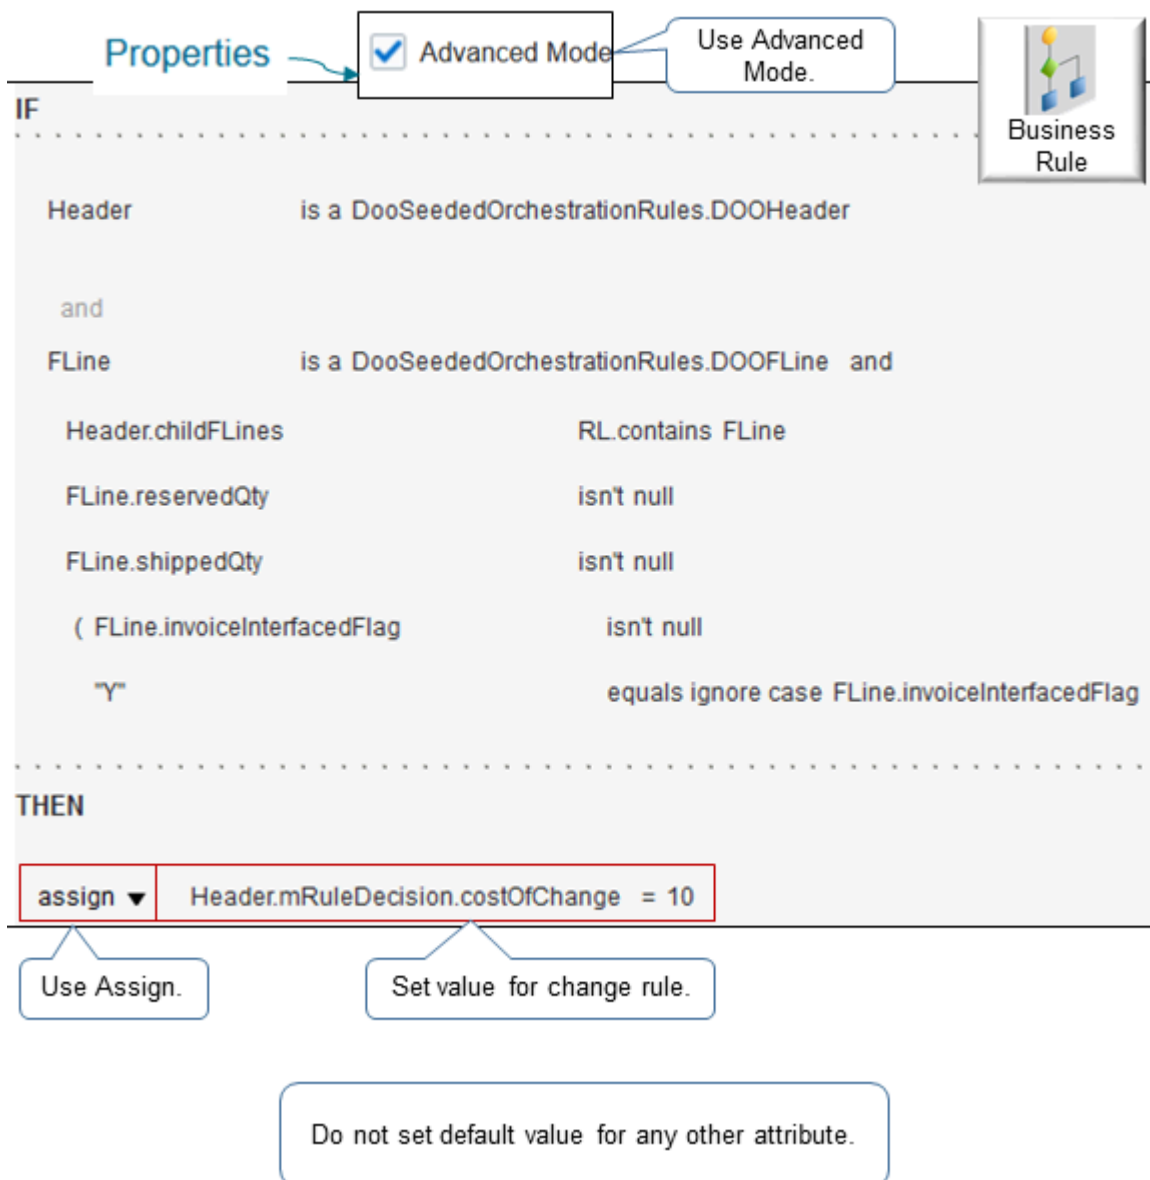 Properties
Advanced Mode
Use Advanced
Mode.
Business
Rule
IF
Header is a DooSeededOrchestrationRules.DOOHeader
and
FLine is a DooSeededOrchestrationRules.DOOFLine and
Header.childFLines RL.contains FLine
FLine.reservedQty isn't null
FLine.shippedQty isn't null
( FLine.invoiceInterfacedFlag isn't null
"Y" equals ignore case FLine.invoiceInterfacedFlag
THEN
assign Header.mRuleDecision.costOfChange = 10
Use Assign.
Set value for change rule.
Do not set default value for any other attribute.